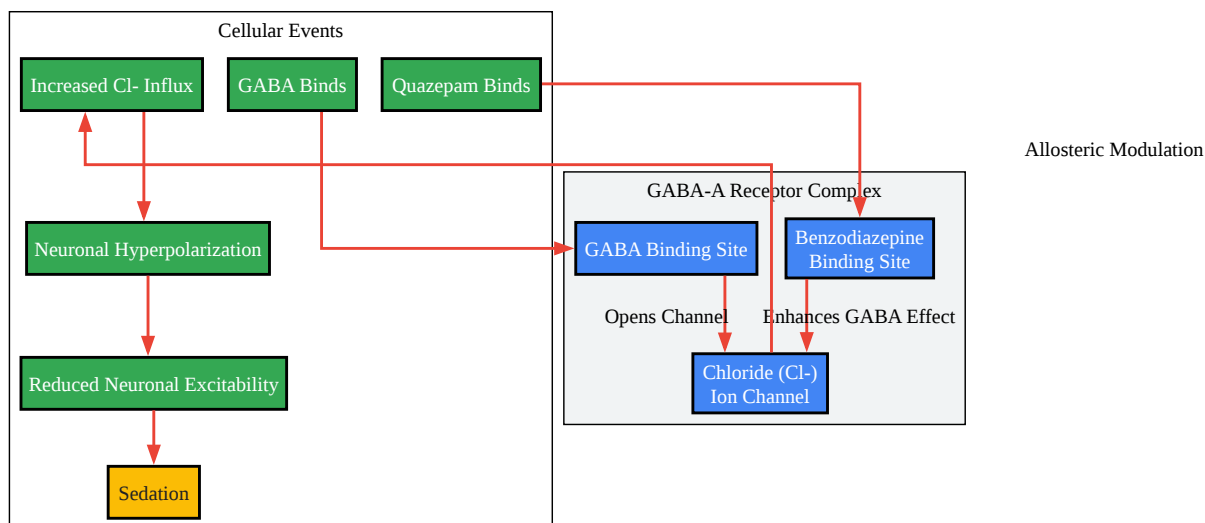 Cellular Events
Increased Cl- Influx
GABA Binds
Quazepam Binds
Allosteric Modulation
GABA-A Receptor Complex
Neuronal Hyperpolarization
GABA Binding Site
Benzodiazepine
Binding Site
Opens Channel
Enhances GABA Effect
Reduced Neuronal Excitability
Chloride (Cl-)
Ion Channel
Sedation